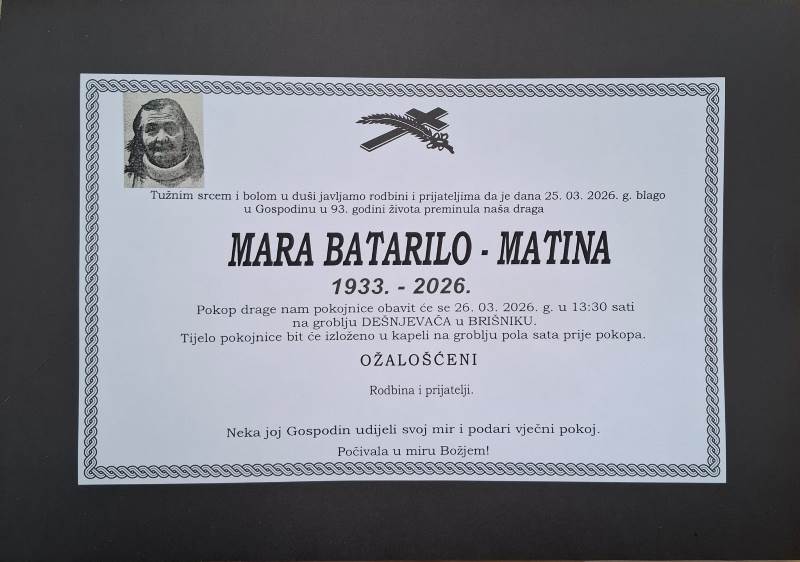 Tužnim srcem i bolom u duši javljamo rodbini i prijateljima da je dana 25. 03. 2026. g. blago
u Gospodinu u 93. godini života preminula naša draga
MARA BATARILO - MATINA
1933. - 2026.
Pokop drage nam pokojnice obavit će se 26. 03. 2026. g. u 13:30 sati
na groblju DEŠNJEVAČA u BRIŠNIKU.
Tijelo pokojnice bit će izloženo u kapeli na groblju pola sata prije pokopa.
OŽALOŠĆENI
Rodbina i prijatelji.
Neka joj Gospodin udijeli svoj mir i podari vječni pokoj.
Počivala u miru Božjem!